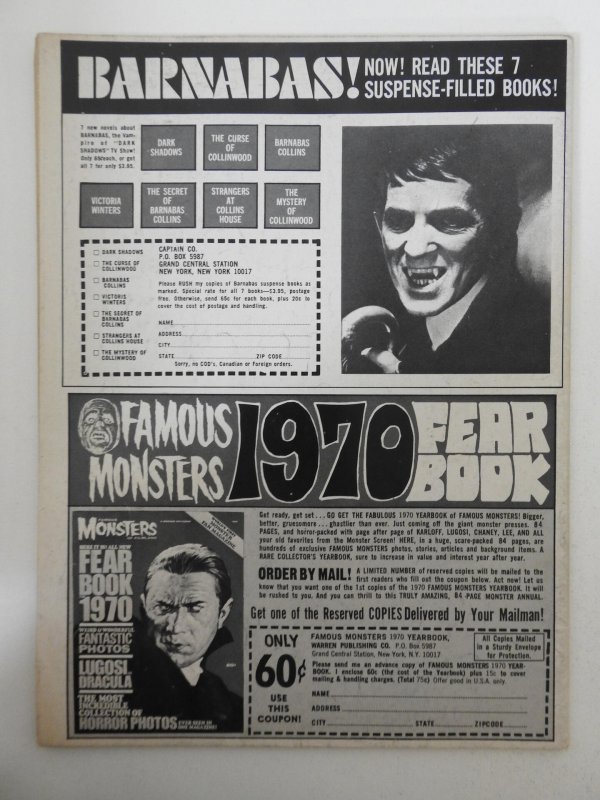 BARNABAS!
NOW! READ THESE 7
SUSPENSE-FILLED BOOKS!
7 new novels about
BARNABAS, the Vam-
pire of "DARK
SHADOWS" TV Show!
Only 60¢each, or get
all 7 for only $3.95.
DARK
SHADOWS
THE CURSE
OF
COLLINWOOD
BARNABAS
COLLINS
VICTORIA
WINTERS
THE SECRET
OF
BARNABAS
COLLINS
STRANGERS
AT
COLLINS
HOUSE
THE
MYSTERY
OF
COLLINWOOD
DARK SHADOWS
THE CURSE OF
COLLINWOOD
BARNABAS
COLLINS
VICTORIS
WINTERS
THE SECRET OF
BARNABAS
COLLINS
STRANGERS AT
COLLINS HOUSE
THE MYSTERY OF
COLLINWOOD
CAPTAIN CO.
P.O. BOX 5987
GRAND CENTRAL STATION
NEW YORK, NEW YORK 10017
Please RUSH my copies of Barnabas suspense books as
marked. Special rate for all 7 books—$3.95, postage
free. Otherwise, send 60¢ for each book, plus 20¢ to
cover the cost of postage and handling.
NAME
ADDRESS
CITY
STATE ZIP CODE
Sorry, no COD's, Canadian or Foreign orders.
FAMOUS
MONSTERS
1970
FEAR
BOOK
Get ready, get set . . . GO GET THE FABULOUS 1970 YEARBOOK of FAMOUS MONSTERS! Bigger,
better, gruesomore . . . ghastlier than ever. Just coming off the giant monster presses. 84
PAGES, and horror-packed with page after page of KARLOFF, LUGOSI, CHANEY, LEE, AND ALL
your old favorites from the Monster Screen! HERE, in a huge, scare-packed 84 pages, are
hundreds of exclusive FAMOUS MONSTERS photos, stories, articles and background items. A
RARE COLLECTOR'S YEARBOOK, sure to increase in value and interest year after year.
ORDER BY MAIL! A LIMITED NUMBER of reserved copies will be mailed to the
first readers who fill out the coupon below. Act now! Let us
know that you want one of the 1st copies of the 1970 FAMOUS MONSTERS YEARBOOK. It will
be rushed to you. And you can thrill to this TRULY AMAZING, 84 PAGE MONSTER ANNUAL.
Get one of the Reserved COPIES Delivered by Your Mailman!
MONSTERS
HERE IT IS! ALL NEW
FEAR
BOOK
1970
WEIRD & WONDERFUL
FANTASTIC
PHOTOS
LUGOSI,
DRACULA
THE MOST
INCREDIBLE
COLLECTION OF
HORROR PHOTOS EVER SEEN IN
ONE MAGAZINE!
ONLY
60¢
USE
THIS
COUPON!
FAMOUS MONSTERS 1970 YEARBOOK,
WARREN PUBLISHING CO. P.O. Box 5987
Grand Central Station, New York, N.Y. 10017
All Copies Mailed
in a Sturdy Envelope
for Protection.
Please send me an advance copy of FAMOUS MONSTERS 1970 YEAR-
BOOK. I enclose 60¢ (the cost of the Yearbook) plus 15¢ to cover
mailing & handling charges. (Total 75¢) Offer good in U.S.A. only.
NAME
ADDRESS
CITY STATE ZIPCODE